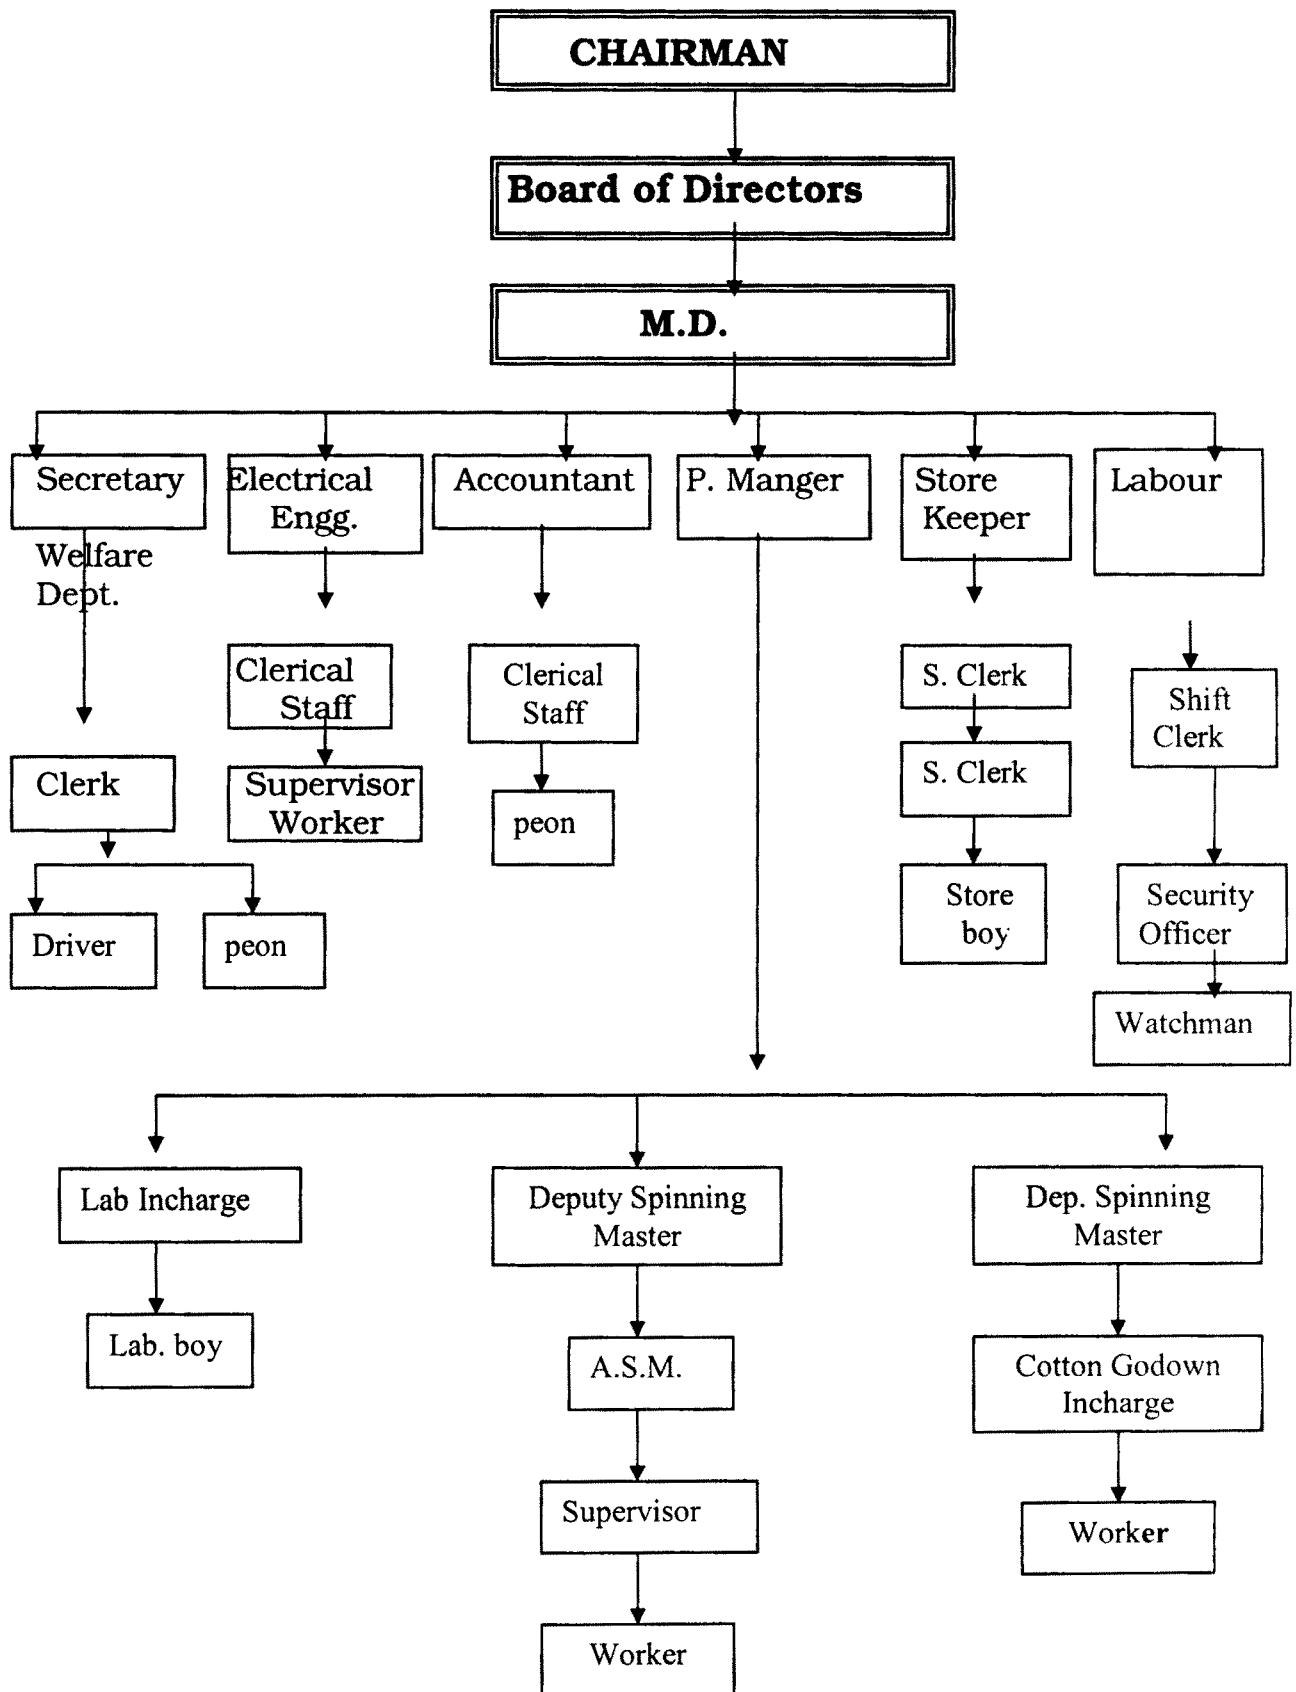 CHAIRMAN
Board of Directors
M.D.
Secretary
Electrical
Engg.
Accountant
P. Manger
Store
Keeper
Labour
Welfare
Dept.
Clerical
Staff
Clerical
Staff
S. Clerk
Shift
Clerk
Clerk
Supervisor
Worker
peon
S. Clerk
Driver
peon
Store
boy
Security
Officer
Watchman
Lab Incharge
Deputy Spinning
Master
Dep. Spinning
Master
Lab. boy
A.S.M.
Cotton Godown
Incharge
Supervisor
Worker
Worker